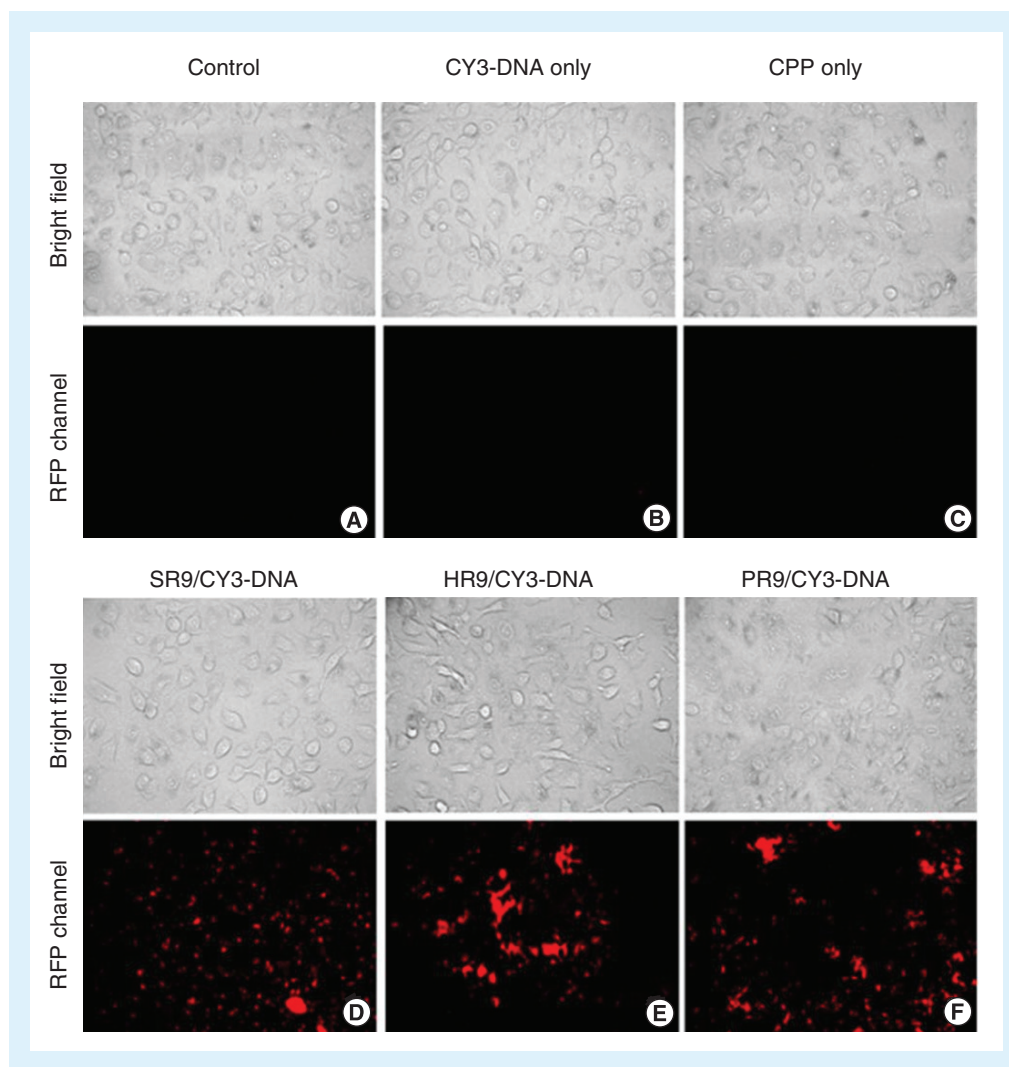 Control CY3-DNA only CPP only
Bright field
RFP channel
A B C
SR9/CY3-DNA HR9/CY3-DNA PR9/CY3-DNA
Bright field
RFP channel
D E F